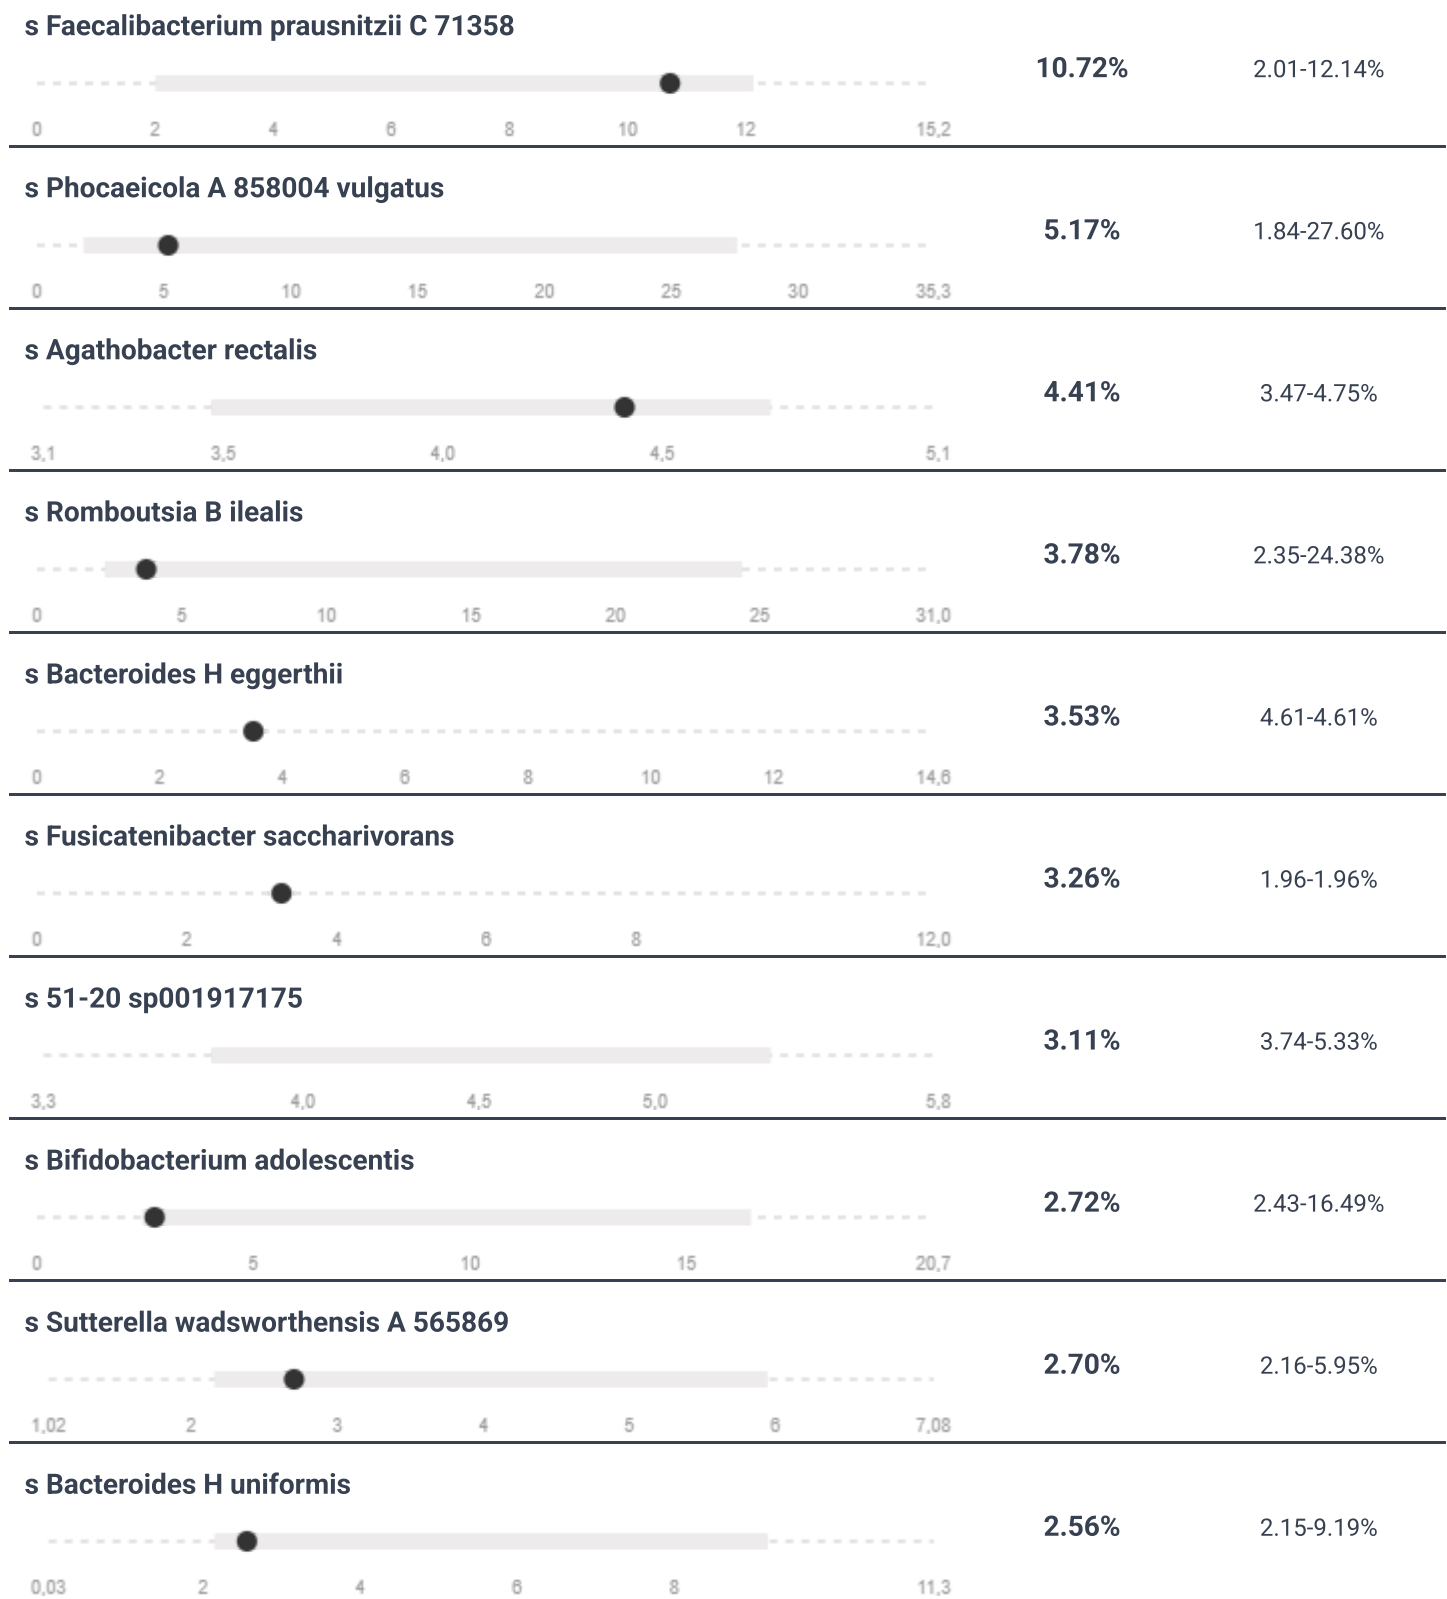 s Faecalibacterium prausnitzii C 71358
10.72% 2.01-12.14%
0 2 4 6 8 10 12 15,2
s Phocaeicola A 858004 vulgatus
5.17% 1.84-27.60%
0 5 10 15 20 25 30 35,3
s Agathobacter rectalis
4.41% 3.47-4.75%
3,1 3,5 4,0 4,5 5,1
s Romboutsia B ilealis
3.78% 2.35-24.38%
0 5 10 15 20 25 31,0
s Bacteroides H eggerthii
3.53% 4.61-4.61%
0 2 4 6 8 10 12 14,6
s Fusicatenibacter saccharivorans
3.26% 1.96-1.96%
0 2 4 6 8 12,0
s 51-20 sp001917175
3.11% 3.74-5.33%
3,3 4,0 4,5 5,0 5,8
s Bifidobacterium adolescentis
2.72% 2.43-16.49%
0 5 10 15 20,7
s Sutterella wadsworthensis A 565869
2.70% 2.16-5.95%
1,02 2 3 4 5 6 7,08
s Bacteroides H uniformis
2.56% 2.15-9.19%
0,03 2 4 6 8 11,3